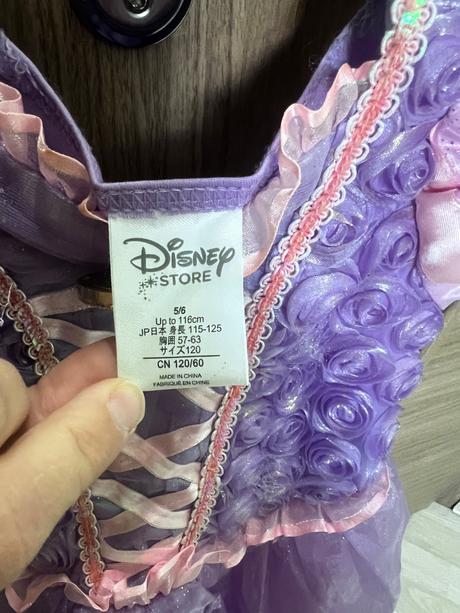 Disney
STORE
5/6
Up to 116cm
JP日本 身長 115-125
胸囲 57-63
サイズ120
CN 120/60
MADE IN CHINA
FABRIQUÉ EN CHINE